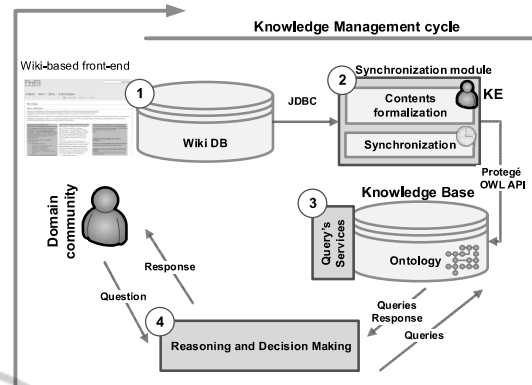 Knowledge Management cycle
Wiki-based front-end
Synchronization module
1
2
JDBC
Contents
formalization
KE
Wiki DB
Synchronization
Protegé
OWL API
Knowledge Base
3
Domain
community
Query's
Services
Ontology
Response
Question
Queries
Response
Queries
4
Reasoning and Decision Making